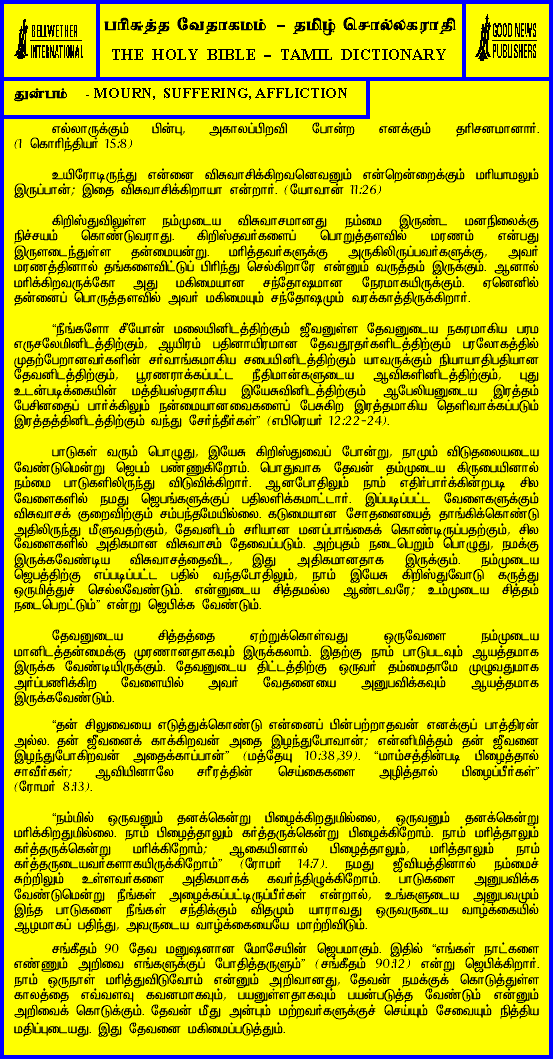 BELLWETHER
INTERNATIONAL
பரிசுத்த வேதாகமம் – தமிழ் சொல்லகராதி
THE HOLY BIBLE – TAMIL DICTIONARY
GOOD NEWS
PUBLISHERS
துன்பம் - MOURN, SUFFERING, AFFLICTION
எல்லாருக்கும் பின்பு, அகாலப்பிறவி போன்ற எனக்கும் தரிசனமானார்.
(1 கொரிந்தியர் 15:8)
உயிரோடிருந்து என்னை விசுவாசிக்கிறவனெவனும் என்றென்றைக்கும் மரியாமலும்
இருப்பான்; இதை விசுவாசிக்கிறாயா என்றார். (யோவான் 11:26)
கிறிஸ்துவிலுள்ள நம்முடைய விசுவாசமானது நம்மை இருண்ட மனநிலைக்கு
நிச்சயம் கொண்டுவராது. கிறிஸ்தவர்களைப் பொறுத்தளவில் மரணம் என்பது
இருளடைந்துள்ள தன்மையன்று. மரித்தவர்களுக்கு அருகிலிருப்பவர்களுக்கு, அவர்
மரணத்தினால் தங்களைவிட்டுப் பிரிந்து செல்கிறாரே என்னும் வருத்தம் இருக்கும். ஆனால்
மரிக்கிறவருக்கோ அது மகிமையான சந்தோஷமான நேரமாகயிருக்கும். ஏனெனில்
தன்னைப் பொருத்தளவில் அவர் மகிமையும் சந்தோஷமும் வரக்காத்திருக்கிறார்.
“நீங்களோ சீயோன் மலையினிடத்திற்கும் ஜீவனுள்ள தேவனுடைய நகரமாகிய பரம
எருசலேமினிடத்திற்கும், ஆயிரம் பதினாயிரமான தேவதூதர்களிடத்திற்கும் பரலோகத்தில்
முதற்பேறானவர்களின் சர்வாங்கமாகிய சபையினிடத்திற்கும் யாவருக்கும் நியாயாதிபதியான
தேவனிடத்திற்கும், பூரணராக்கப்பட்ட நீதிமான்களுடைய ஆவிகளினிடத்திற்கும், புது
உடன்படிக்கையின் மத்தியஸ்தராகிய இயேசுவினிடத்திற்கும் ஆபேலினுடைய இரத்தம்
பேசினதைப் பார்க்கிலும் நன்மையானவைகளைப் பேசுகிற இரத்தமாகிய தெளிவாக்கப்படும்
இரத்தத்தினிடத்திற்கும் வந்து சேர்ந்தீர்கள்” (எபிரெயர் 12:22-24).
பாடுகள் வரும் பொழுது, இயேசு கிறிஸ்துவைப் போன்று, நாமும் விடுதலையடைய
வேண்டுமென்று ஜெபம் பண்ணுகிறோம். பொதுவாக தேவன் தம்முடைய கிருபையினால்
நம்மை பாடுகளிலிருந்து விடுவிக்கிறார். ஆனபோதிலும் நாம் எதிர்பார்க்கின்றபடி சில
வேளைகளில் நமது ஜெபங்களுக்குப் பதிலளிக்கமாட்டார். இப்படிப்பட்ட வேளைகளுக்கும்
விசுவாசக் குறைவிற்கும் சம்பந்தமேயில்லை. கடுமையான சோதனையைத் தாங்கிக்கொண்டு
அதிலிருந்து மீளுவதற்கும், தேவனிடம் சரியான மனப்பாங்கைக் கொண்டிருப்பதற்கும், சில
வேளைகளில் அதிகமான விசுவாசம் தேவைப்படும். அற்புதம் நடைபெறும் பொழுது, நமக்கு
இருக்கவேண்டிய விசுவாசத்தைவிட, இது அதிகமானதாக இருக்கும். நம்முடைய
ஜெபத்திற்கு எப்படிப்பட்ட பதில் வந்தபோதிலும், நாம் இயேசு கிறிஸ்துவோடு கருத்து
ஒருமித்துச் செல்லவேண்டும். என்னுடைய சித்தமல்ல ஆண்டவரே; உம்முடைய சித்தம்
நடைபெறட்டும்” என்று ஜெபிக்க வேண்டும்.
தேவனுடைய சித்தத்தை ஏற்றுக்கொள்வது ஒருவேளை நம்முடைய
மானிடத்தன்மைக்கு முரணானதாகவும் இருக்கலாம். இதற்கு நாம் பாடுபடவும் ஆயத்தமாக
இருக்க வேண்டியிருக்கும். தேவனுடைய திட்டத்திற்கு ஒருவர் தம்மைதாமே முழுவதுமாக
அர்ப்பணிக்கிற வேளையில் அவர் வேதனையை அனுபவிக்கவும் ஆயத்தமாக
இருக்கவேண்டும்.
“தன் சிலுவையை எடுத்துக்கொண்டு என்னைப் பின்பற்றாதவன் எனக்குப் பாத்திரன்
அல்ல. தன் ஜீவனைக் காக்கிறவன் அதை இழந்துபோவான்; என்னிமித்தம் தன் ஜீவனை
இழந்துபோகிறவன் அதைக்காப்பான்” (மத்தேயு 10:38,39). “மாம்சத்தின்படி பிழைத்தால்
சாவீர்கள்; ஆவியினாலே சரீரத்தின் செய்கைகளை அழித்தால் பிழைப்பீர்கள்”
(ரோமர் 8:13).
“நம்மில் ஒருவனும் தனக்கென்று பிழைக்கிறதுமில்லை, ஒருவனும் தனக்கென்று
மரிக்கிறதுமில்லை. நாம் பிழைத்தாலும் கர்த்தருக்கென்று பிழைக்கிறோம். நாம் மரித்தாலும்
கர்த்தருக்கென்று மரிக்கிறோம்; ஆகையினால் பிழைத்தாலும், மரித்தாலும் நாம்
கர்த்தருடையவர்களாகயிருக்கிறோம்” (ரோமர் 14:7). நமது ஜீவியத்தினால் நம்மைச்
சுற்றிலும் உள்ளவர்களை அதிகமாகக் கவர்ந்திழுக்கிறோம். பாடுகளை அனுபவிக்க
வேண்டுமென்று நீங்கள் அழைக்கப்பட்டிருப்பீர்கள் என்றால், உங்களுடைய அனுபவமும்
இந்த பாடுகளை நீங்கள் சந்திக்கும் விதமும் யாராவது ஒருவருடைய வாழ்க்கையில்
ஆழமாகப் பதிந்து, அவருடைய வாழ்க்கையையே மாற்றிவிடும்.
சங்கீதம் 90 தேவ மனுஷனான மோசேயின் ஜெபமாகும். இதில் “எங்கள் நாட்களை
எண்ணும் அறிவை எங்களுக்குப் போதித்தருளும்” (சங்கீதம் 90:12) என்று ஜெபிக்கிறார்.
நாம் ஒருநாள் மரித்துவிடுவோம் என்னும் அறிவானது, தேவன் நமக்குக் கொடுத்துள்ள
காலத்தை எவ்வளவு கவனமாகவும், பயனுள்ளதாகவும் பயன்படுத்த வேண்டும் என்னும்
அறிவைக் கொடுக்கும். தேவன் மீது அன்பும் மற்றவர்களுக்குச் செய்யும் சேவையும் நித்திய
மதிப்புடையது. இது தேவனை மகிமைப்படுத்தும்.